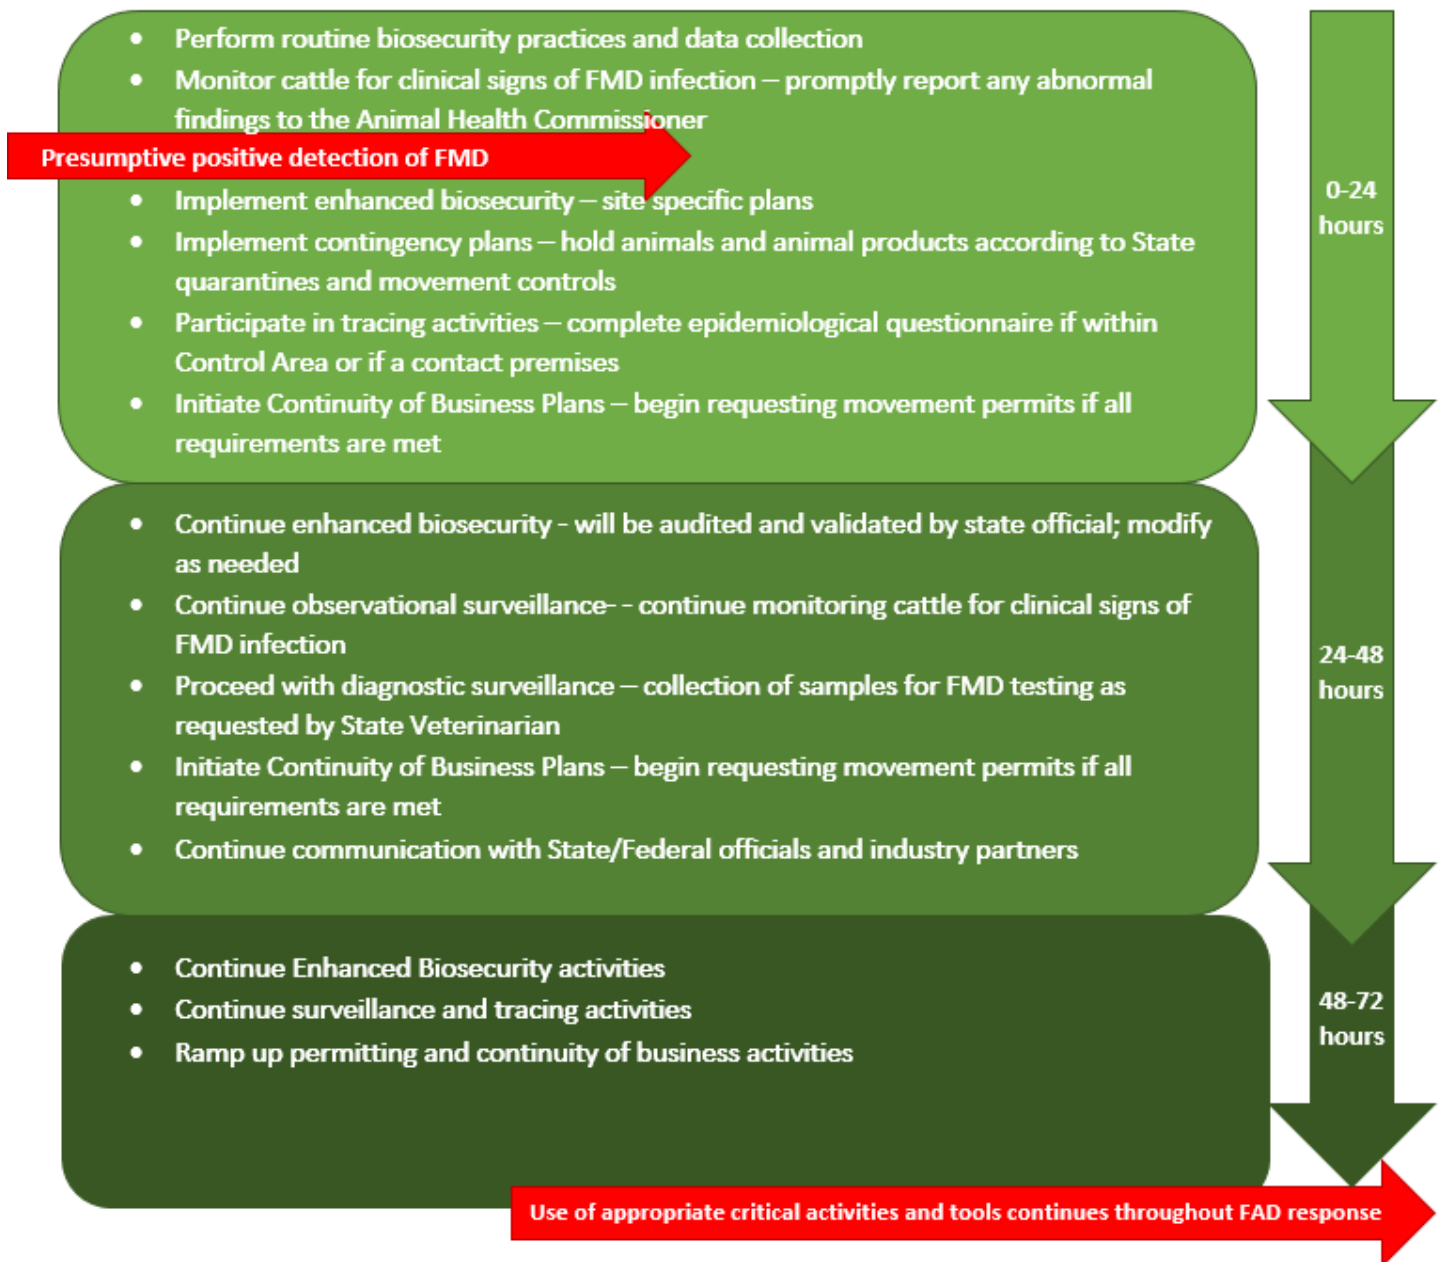 • Perform routine biosecurity practices and data collection
• Monitor cattle for clinical signs of FMD infection – promptly report any abnormal
findings to the Animal Health Commissioner
Presumptive positive detection of FMD
• Implement enhanced biosecurity – site specific plans
• Implement contingency plans – hold animals and animal products according to State
quarantines and movement controls
• Participate in tracing activities – complete epidemiological questionnaire if within
Control Area or if a contact premises
• Initiate Continuity of Business Plans – begin requesting movement permits if all
requirements are met
0-24
hours
• Continue enhanced biosecurity - will be audited and validated by state official; modify
as needed
• Continue observational surveillance- - continue monitoring cattle for clinical signs of
FMD infection
• Proceed with diagnostic surveillance – collection of samples for FMD testing as
requested by State Veterinarian
• Initiate Continuity of Business Plans – begin requesting movement permits if all
requirements are met
• Continue communication with State/Federal officials and industry partners
24-48
hours
• Continue Enhanced Biosecurity activities
• Continue surveillance and tracing activities
• Ramp up permitting and continuity of business activities
48-72
hours
Use of appropriate critical activities and tools continues throughout FAD response